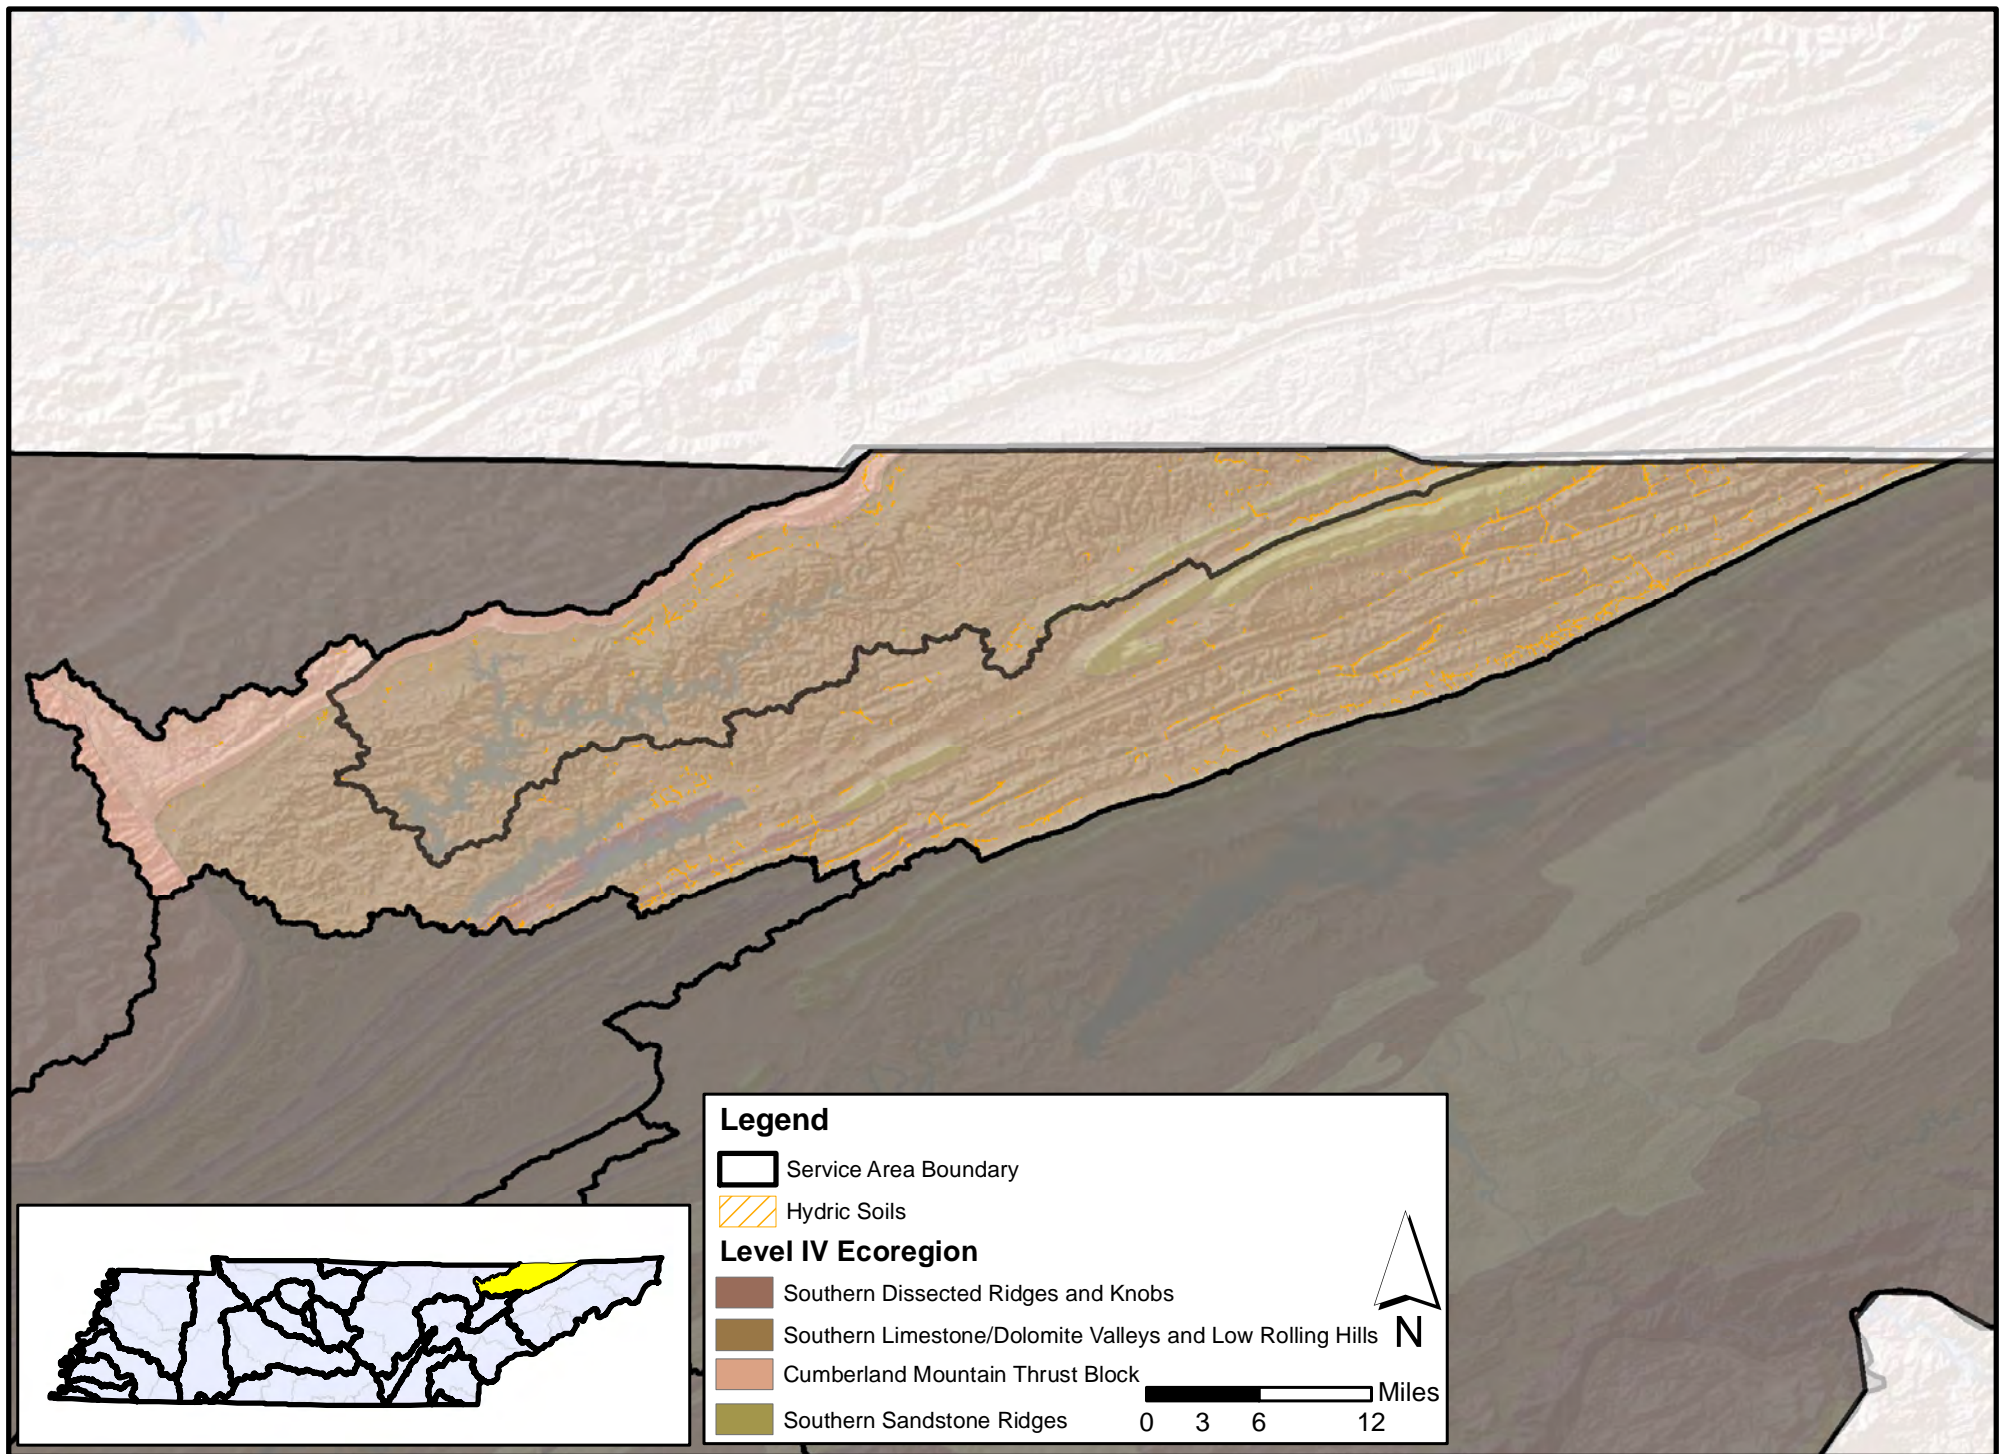 Legend
Service Area Boundary
Hydric Soils
Level IV Ecoregion
Southern Dissected Ridges and Knobs
Southern Limestone/Dolomite Valleys and Low Rolling Hills
Cumberland Mountain Thrust Block
Southern Sandstone Ridges
N
Miles
0 3 6 12